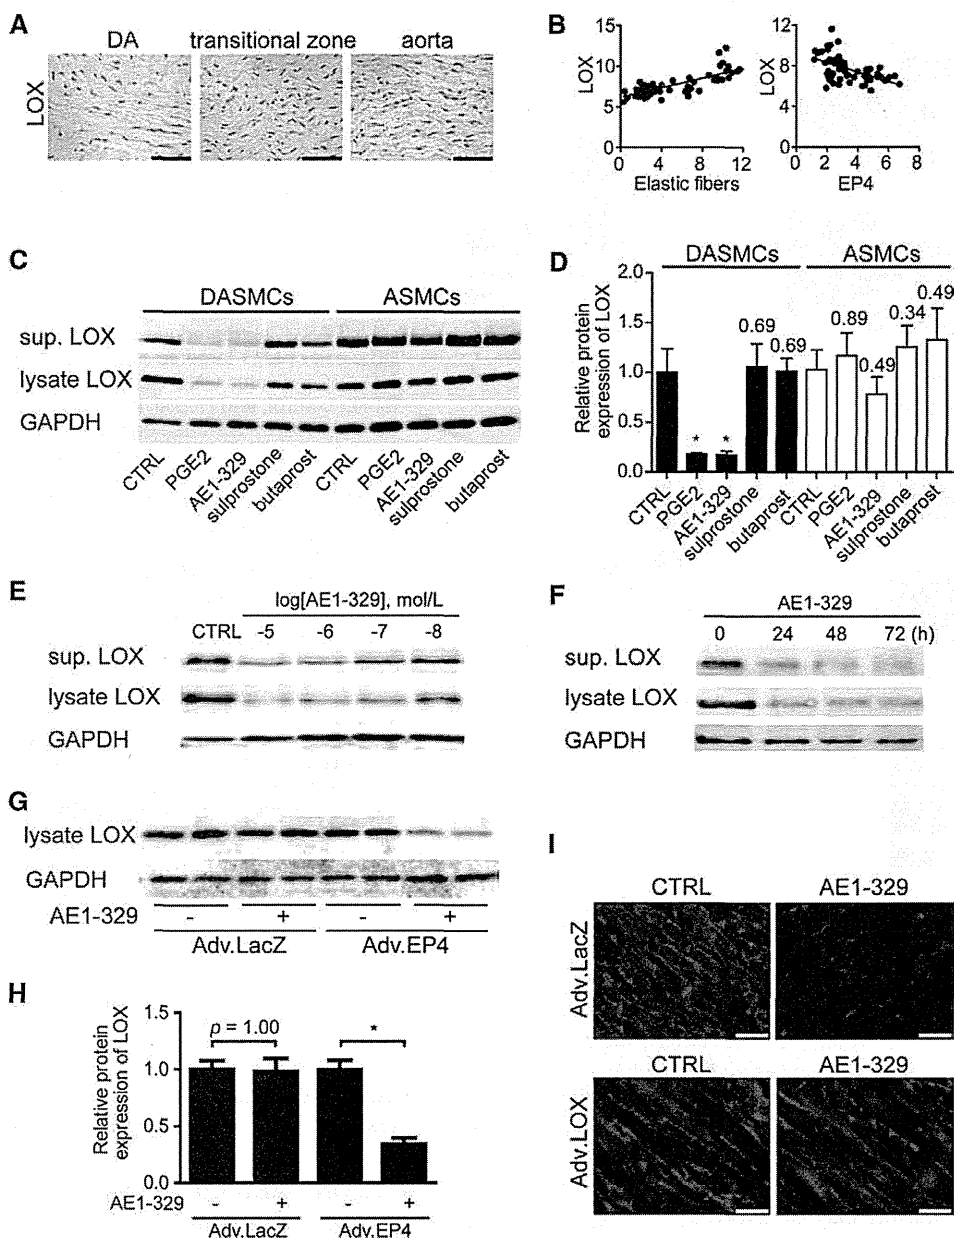 A
DA
transitional zone
aorta
LOX
B
LOX
15
10
5
0
0
4
8
12
Elastic fibers
LOX
12
9
6
3
0
2
4
6
8
EP4
C
DASMCs
ASMCs
sup. LOX
lysate LOX
GAPDH
CTRL
PGE2
AE1-329
sulprostone
butaprost
CTRL
PGE2
AE1-329
sulprostone
butaprost
D
DASMCs
ASMCs
Relative protein
expression of LOX
2.0
1.5
1.0
0.5
0.0
*
*
0.69
0.69
0.89
0.49
0.34
0.49
CTRL
PGE2
AE1-329
sulprostone
butaprost
CTRL
PGE2
AE1-329
sulprostone
butaprost
E
log[AE1-329], mol/L
CTRL
-5
-6
-7
-8
sup. LOX
lysate LOX
GAPDH
F
AE1-329
0
24
48
72 (h)
sup. LOX
lysate LOX
GAPDH
G
lysate LOX
GAPDH
AE1-329
-
+
-
+
Adv.LacZ
Adv.EP4
H
Relative protein
expression of LOX
1.5
1.0
0.5
0.0
p = 1.00
*
AE1-329
-
+
-
+
Adv.LacZ
Adv.EP4
I
CTRL
AE1-329
Adv.LacZ
CTRL
AE1-329
Adv.LOX